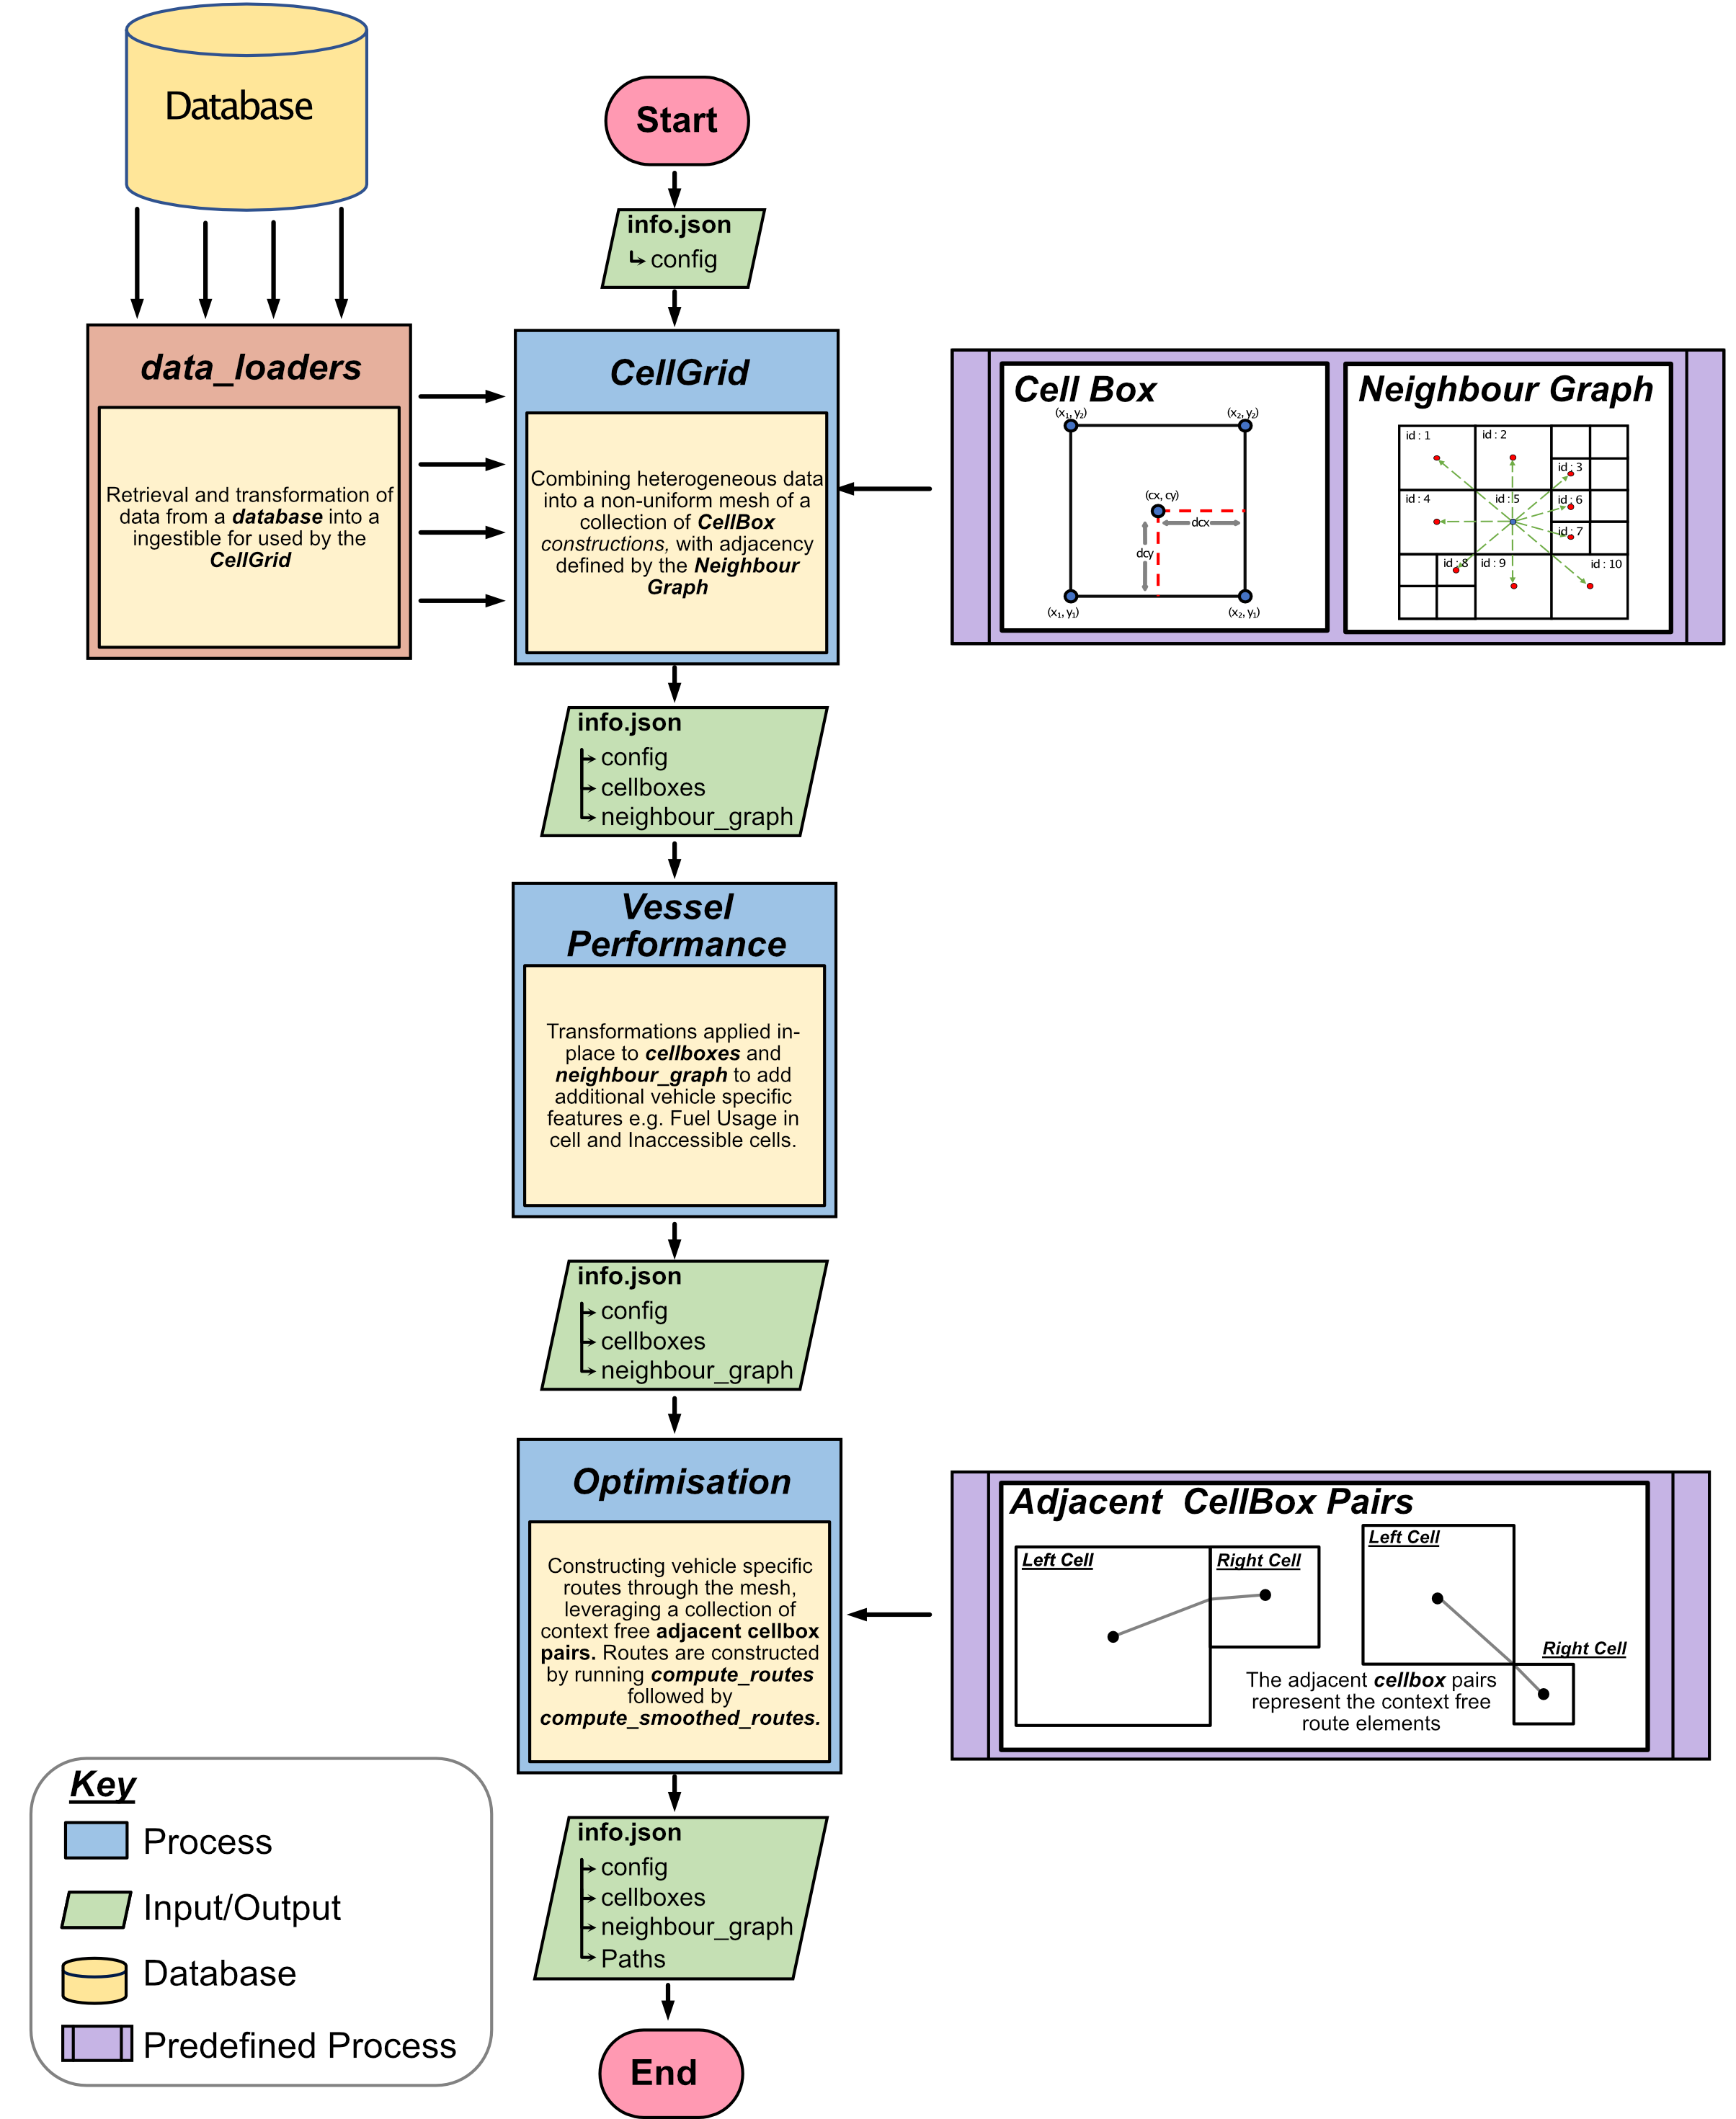 Database
Start
info.json
config
data_loaders
Retrieval and transformation of
data from a database into a
ingestible for used by the
CellGrid
CellGrid
Combining heterogeneous data
into a non-uniform mesh of a
collection of CellBox
constructions, with adjacency
defined by the Neighbour
Graph
Cell Box
(x₁, y₂)
(x₂, y₂)
(cx, cy)
dcx
dcy
(x₁, y₁)
(x₂, y₁)
Neighbour Graph
id : 1
id : 2
id : 3
id : 4
id : 5
id : 6
id : 7
id : 8
id : 9
id : 10
info.json
config
cellboxes
neighbour_graph
Vessel
Performance
Transformations applied in-
place to cellboxes and
neighbour_graph to add
additional vehicle specific
features e.g. Fuel Usage in
cell and Inaccessible cells.
info.json
config
cellboxes
neighbour_graph
Optimisation
Constructing vehicle specific
routes through the mesh,
leveraging a collection of
context free adjacent cellbox
pairs. Routes are constructed
by running compute_routes
followed by
compute_smoothed_routes.
Adjacent CellBox Pairs
Left Cell
Right Cell
Left Cell
Right Cell
The adjacent cellbox pairs
represent the context free
route elements
info.json
config
cellboxes
neighbour_graph
Paths
End
Key
Process
Input/Output
Database
Predefined Process